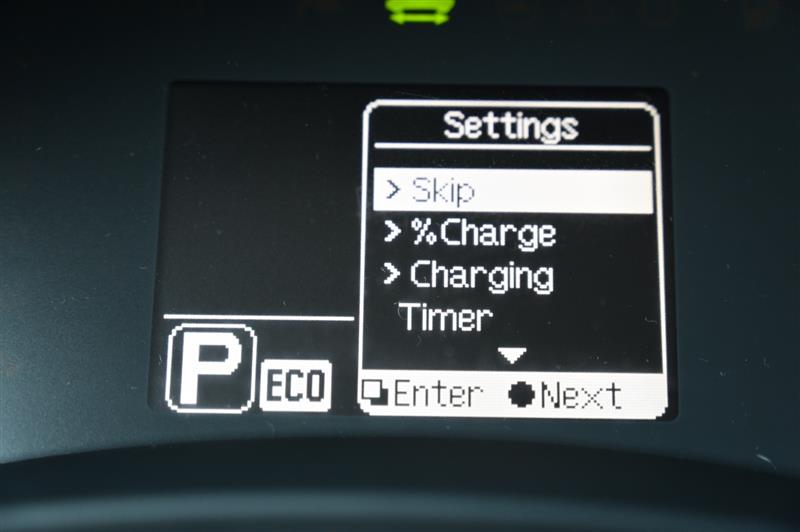 Settings
> Skip
> %Charge
> Charging
Timer
P ECO
Enter Next